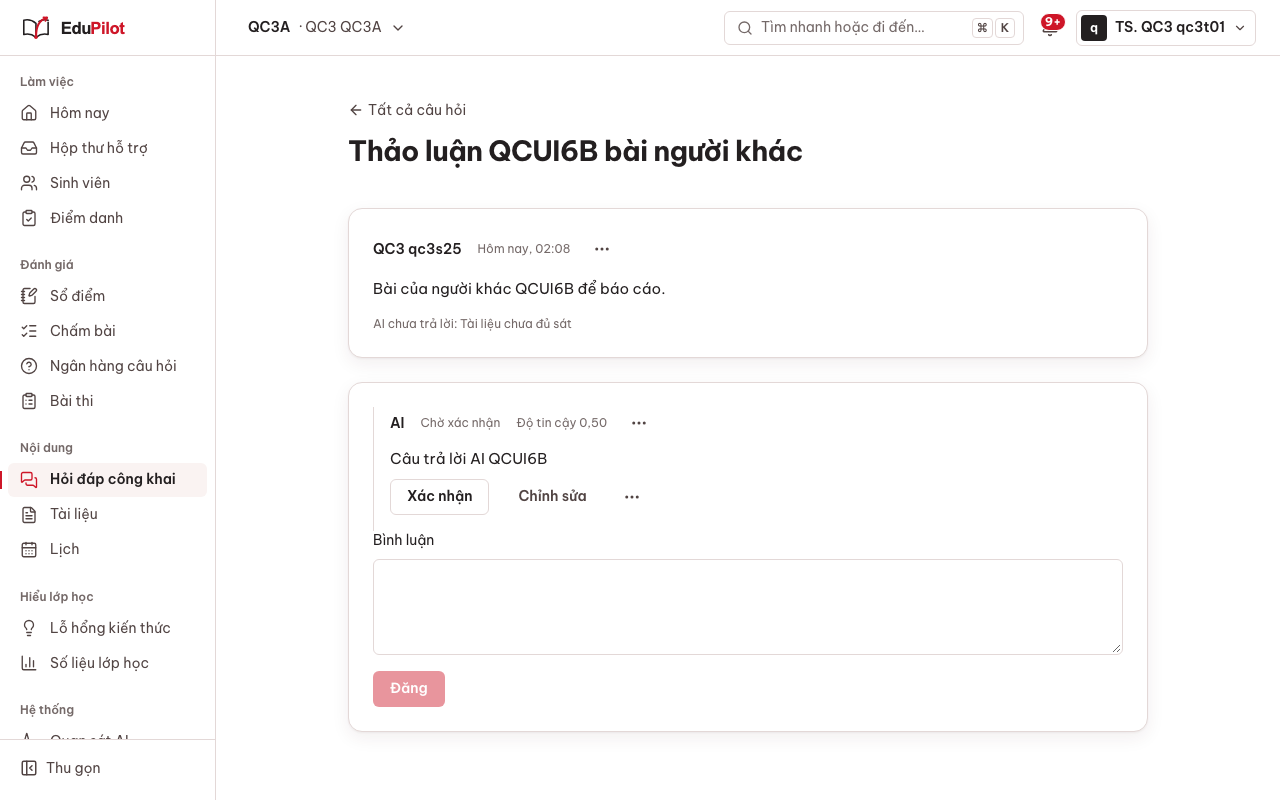 EduPilot
QC3A · QC3 QC3A
Tìm nhanh hoặc đi đến... ⌘ K
9+
q TS. QC3 qc3t01
Làm việc
Hôm nay
Hộp thư hỗ trợ
Sinh viên
Điểm danh
Đánh giá
Sổ điểm
Chấm bài
Ngân hàng câu hỏi
Bài thi
Nội dung
Hỏi đáp công khai
Tài liệu
Lịch
Hiểu lớp học
Lỗ hổng kiến thức
Số liệu lớp học
Hệ thống
Quan sát AI
Thu gọn
Tất cả câu hỏi
Thảo luận QCUI6B bài người khác
QC3 qc3s25 Hôm nay, 02:08
Bài của người khác QCUI6B để báo cáo.
AI chưa trả lời: Tài liệu chưa đủ sát
AI Chờ xác nhận Độ tin cậy 0,50
Câu trả lời AI QCUI6B
Xác nhận Chỉnh sửa
Bình luận
Đăng